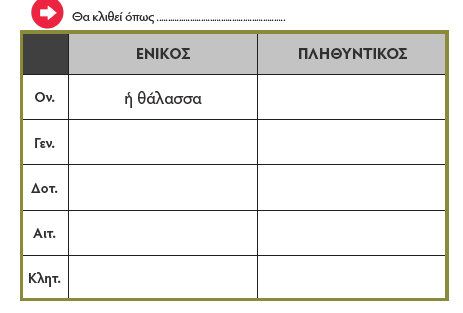 Θα κλιθεί όπως ........................................................
ΕΝΙΚΟΣ ΠΛΗΘΥΝΤΙΚΟΣ
Ον. ἡ θάλασσα
Γεν.
Δοτ.
Αιτ.
Κλητ.